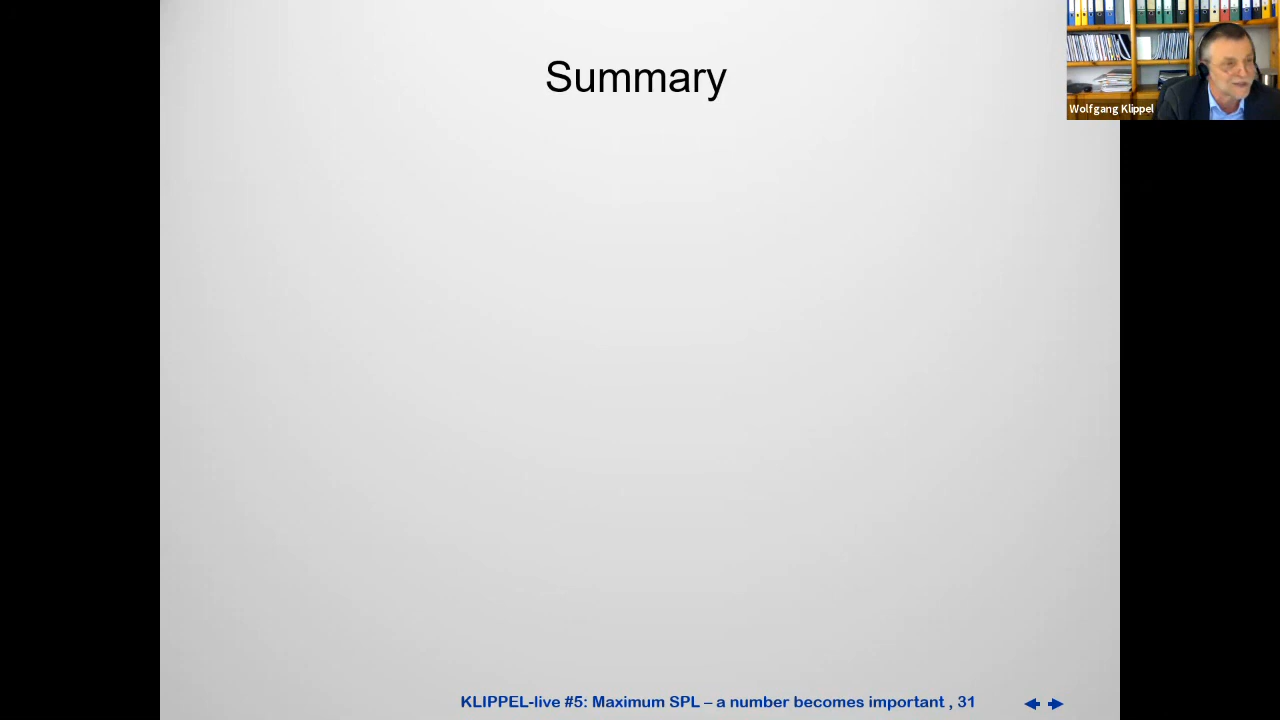 Summary
Wolfgang Klippel
KLIPPEL-live #5: Maximum SPL – a number becomes important , 31